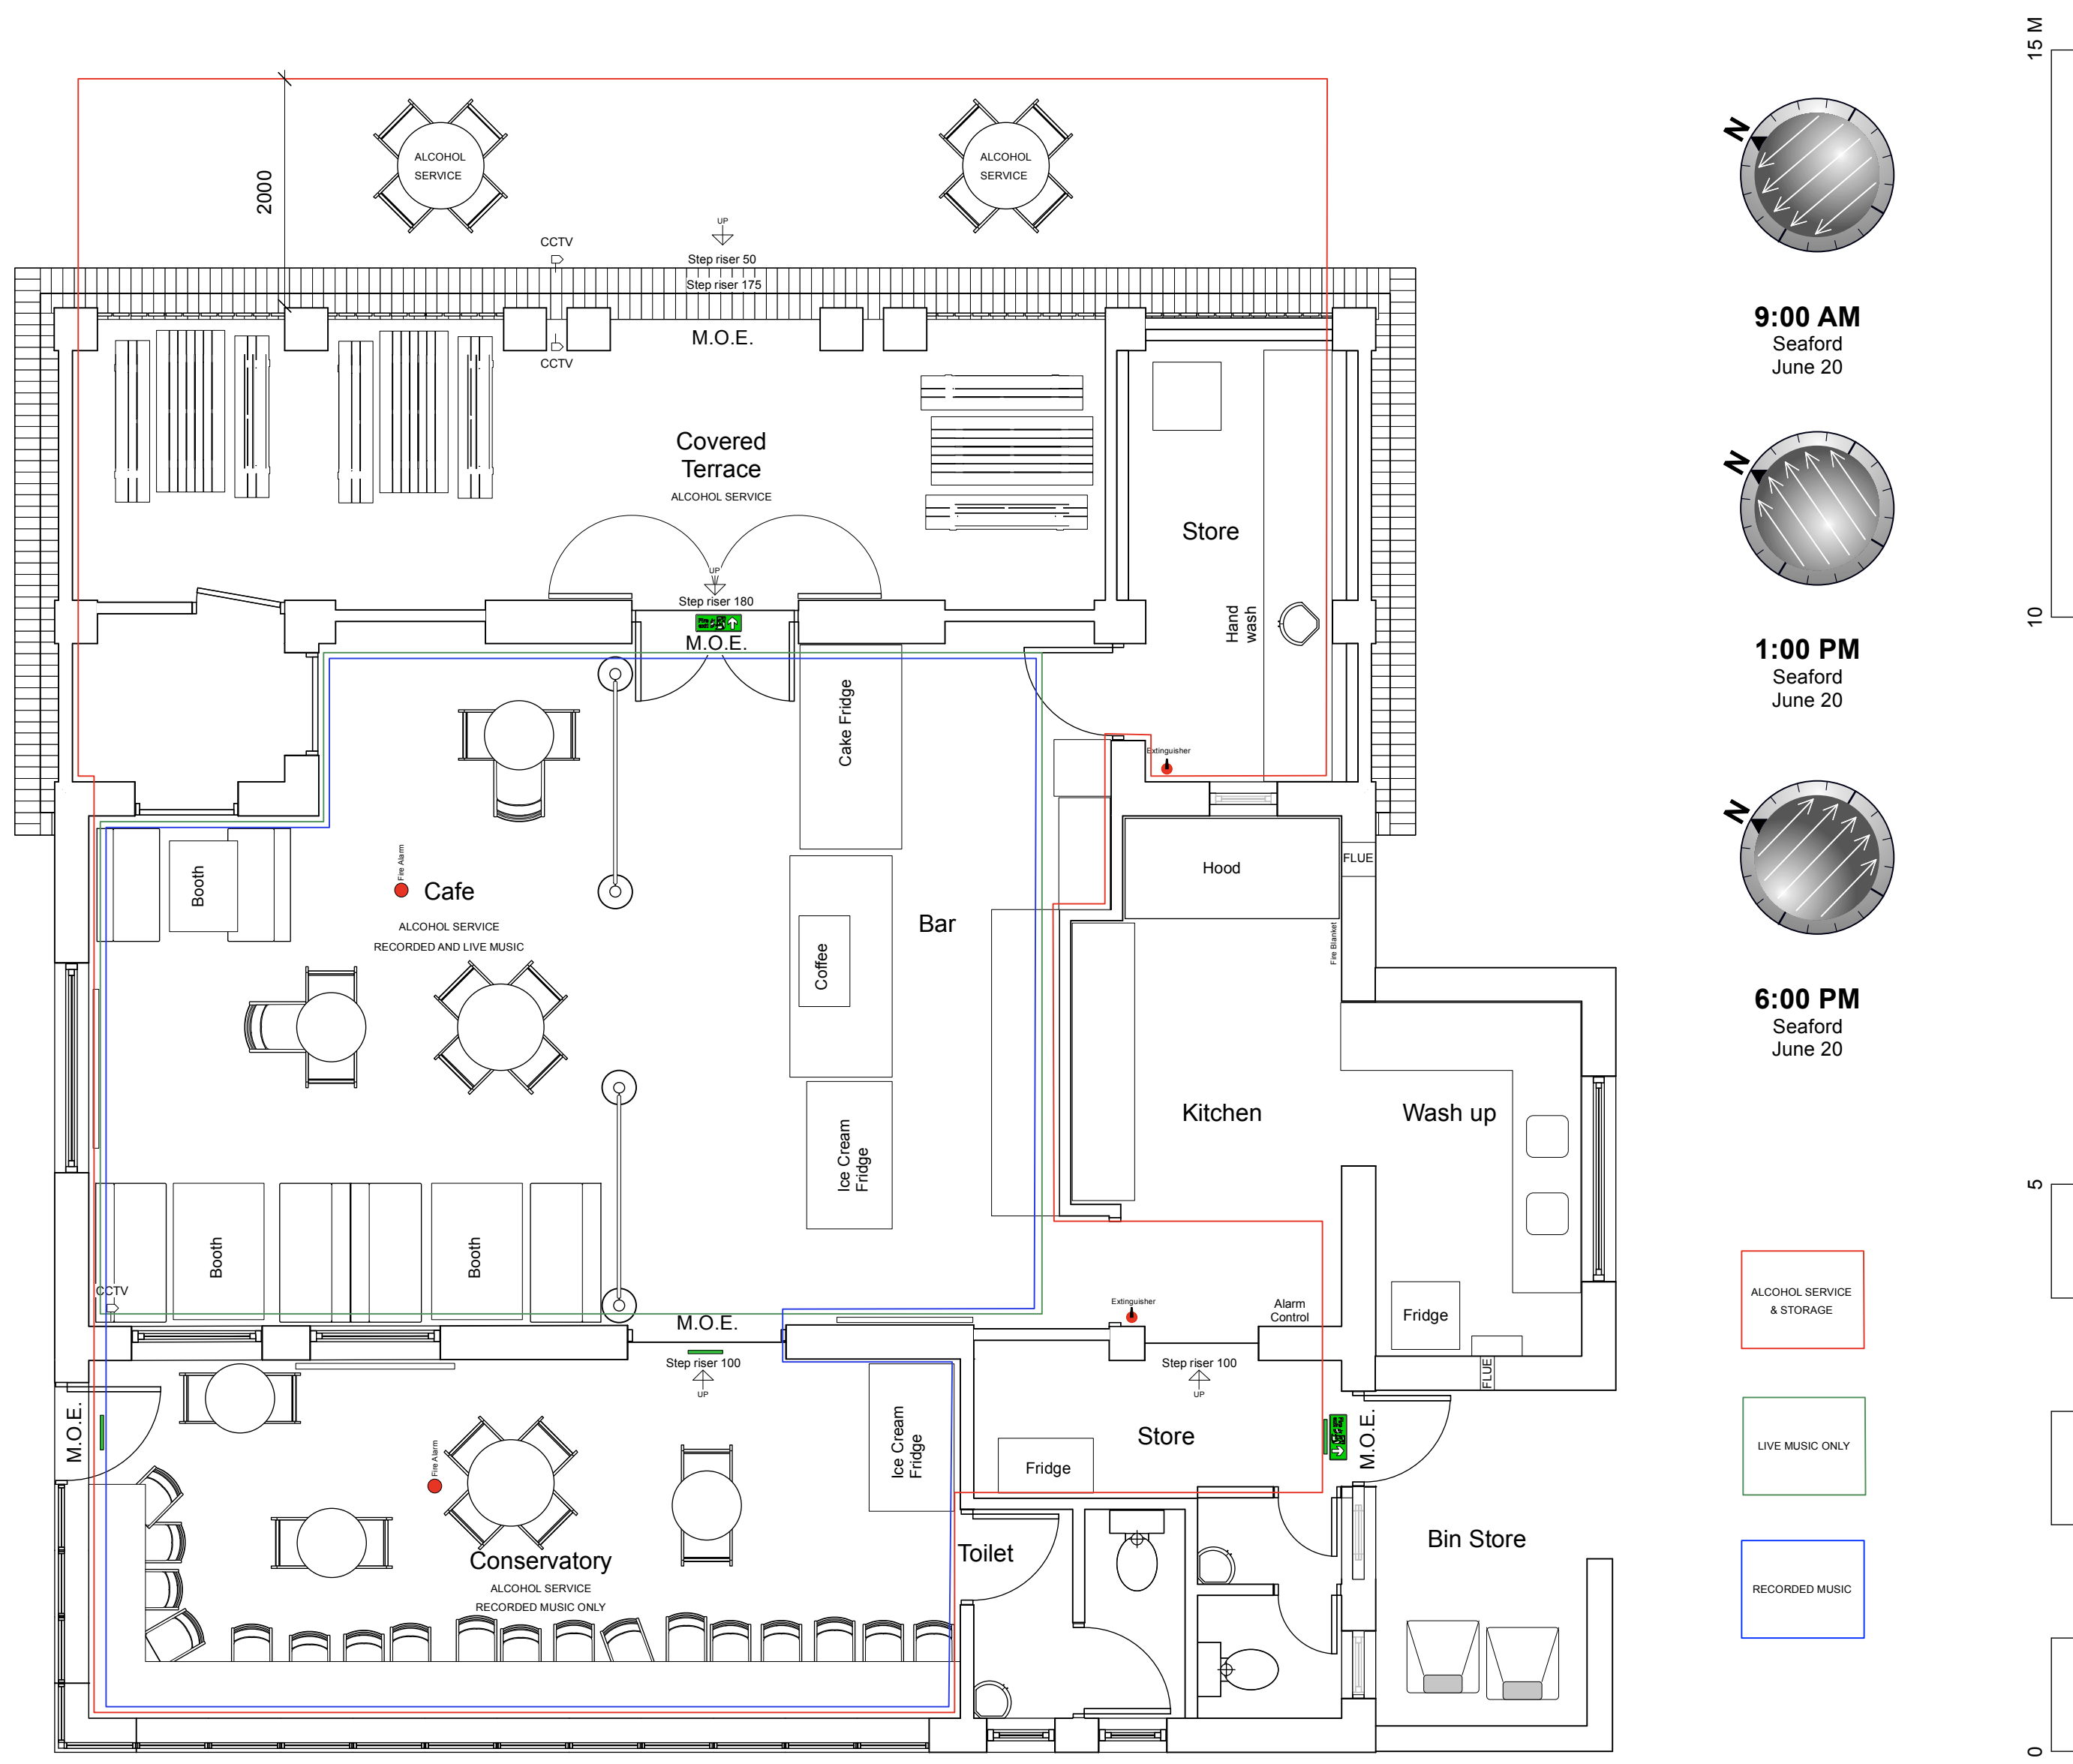 15 M
ALCOHOL
SERVICE
ALCOHOL
SERVICE
N
2000
UP
CCTV
Step riser 50
Step riser 175
9:00 AM
Seaford
June 20
M.O.E.
CCTV
Covered
Terrace
ALCOHOL SERVICE
N
Store
UP
Step riser 180
Hand
wash
10
M.O.E.
1:00 PM
Seaford
June 20
Cake Fridge
Extinguisher
N
Fire Alarm
Cafe
Booth
Hood
FLUE
ALCOHOL SERVICE
RECORDED AND LIVE MUSIC
Bar
Fire Blanket
Coffee
6:00 PM
Seaford
June 20
Kitchen
Wash up
Ice Cream
Fridge
5
Booth
Booth
CCTV
M.O.E.
Extinguisher
Alarm
Control
Fridge
ALCOHOL SERVICE
& STORAGE
Step riser 100
UP
Step riser 100
UP
FLUE
M.O.E.
Fire Alarm
Ice Cream
Fridge
Store
M.O.E.
LIVE MUSIC ONLY
Fridge
Conservatory
ALCOHOL SERVICE
RECORDED MUSIC ONLY
Toilet
Bin Store
RECORDED MUSIC
0